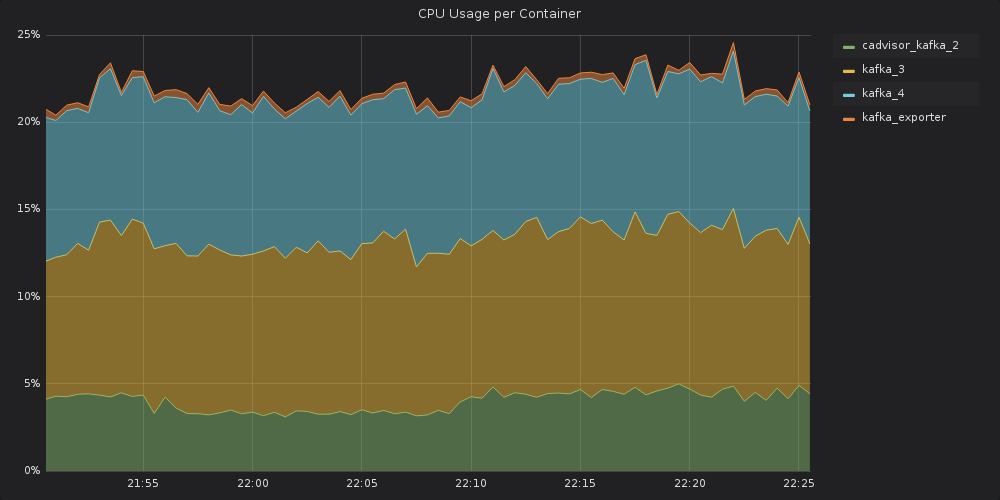 CPU Usage per Container
25%
20%
15%
10%
5%
0%
21:55
22:00
22:05
22:10
22:15
22:20
22:25
cadvisor_kafka_2
kafka_3
kafka_4
kafka_exporter